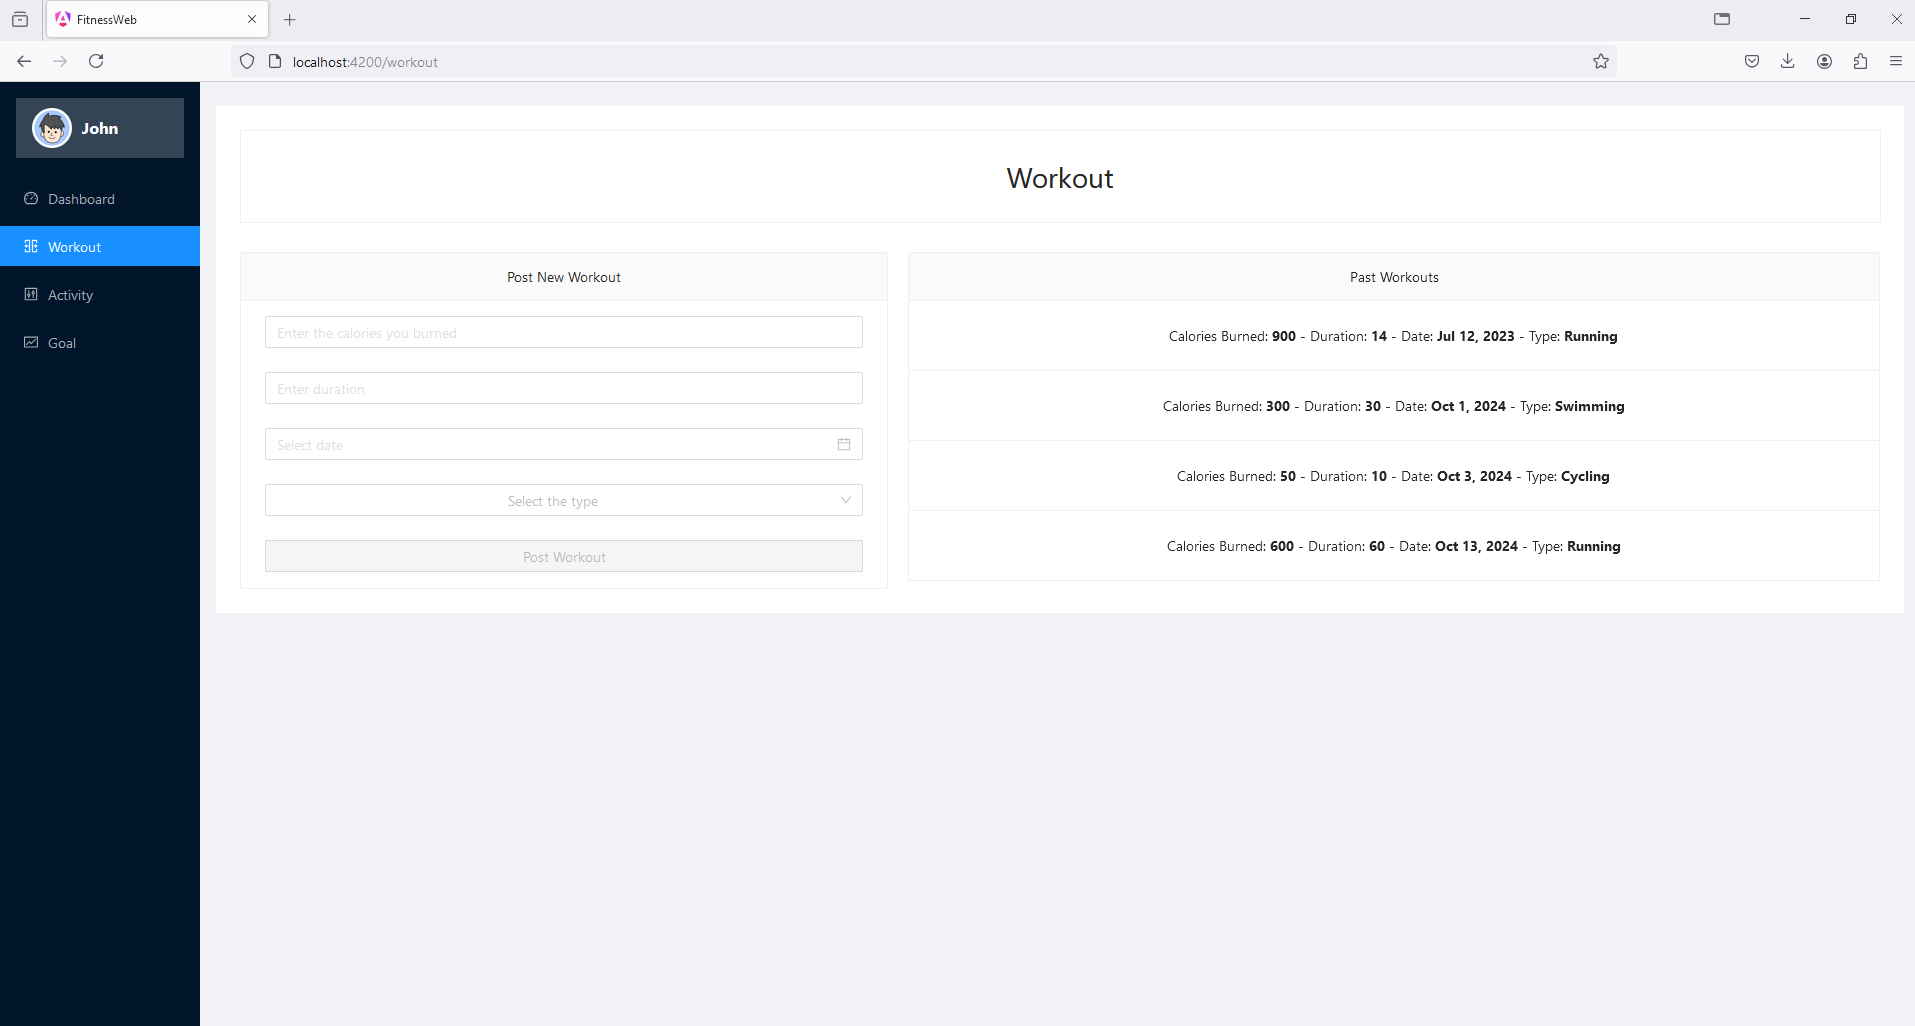 FitnessWeb
localhost:4200/workout
John
Dashboard
Workout
Activity
Goal
Workout
Post New Workout
Enter the calories you burned
Enter duration
Select date
Select the type
Post Workout
Past Workouts
Calories Burned: 900 - Duration: 14 - Date: Jul 12, 2023 - Type: Running
Calories Burned: 300 - Duration: 30 - Date: Oct 1, 2024 - Type: Swimming
Calories Burned: 50 - Duration: 10 - Date: Oct 3, 2024 - Type: Cycling
Calories Burned: 600 - Duration: 60 - Date: Oct 13, 2024 - Type: Running